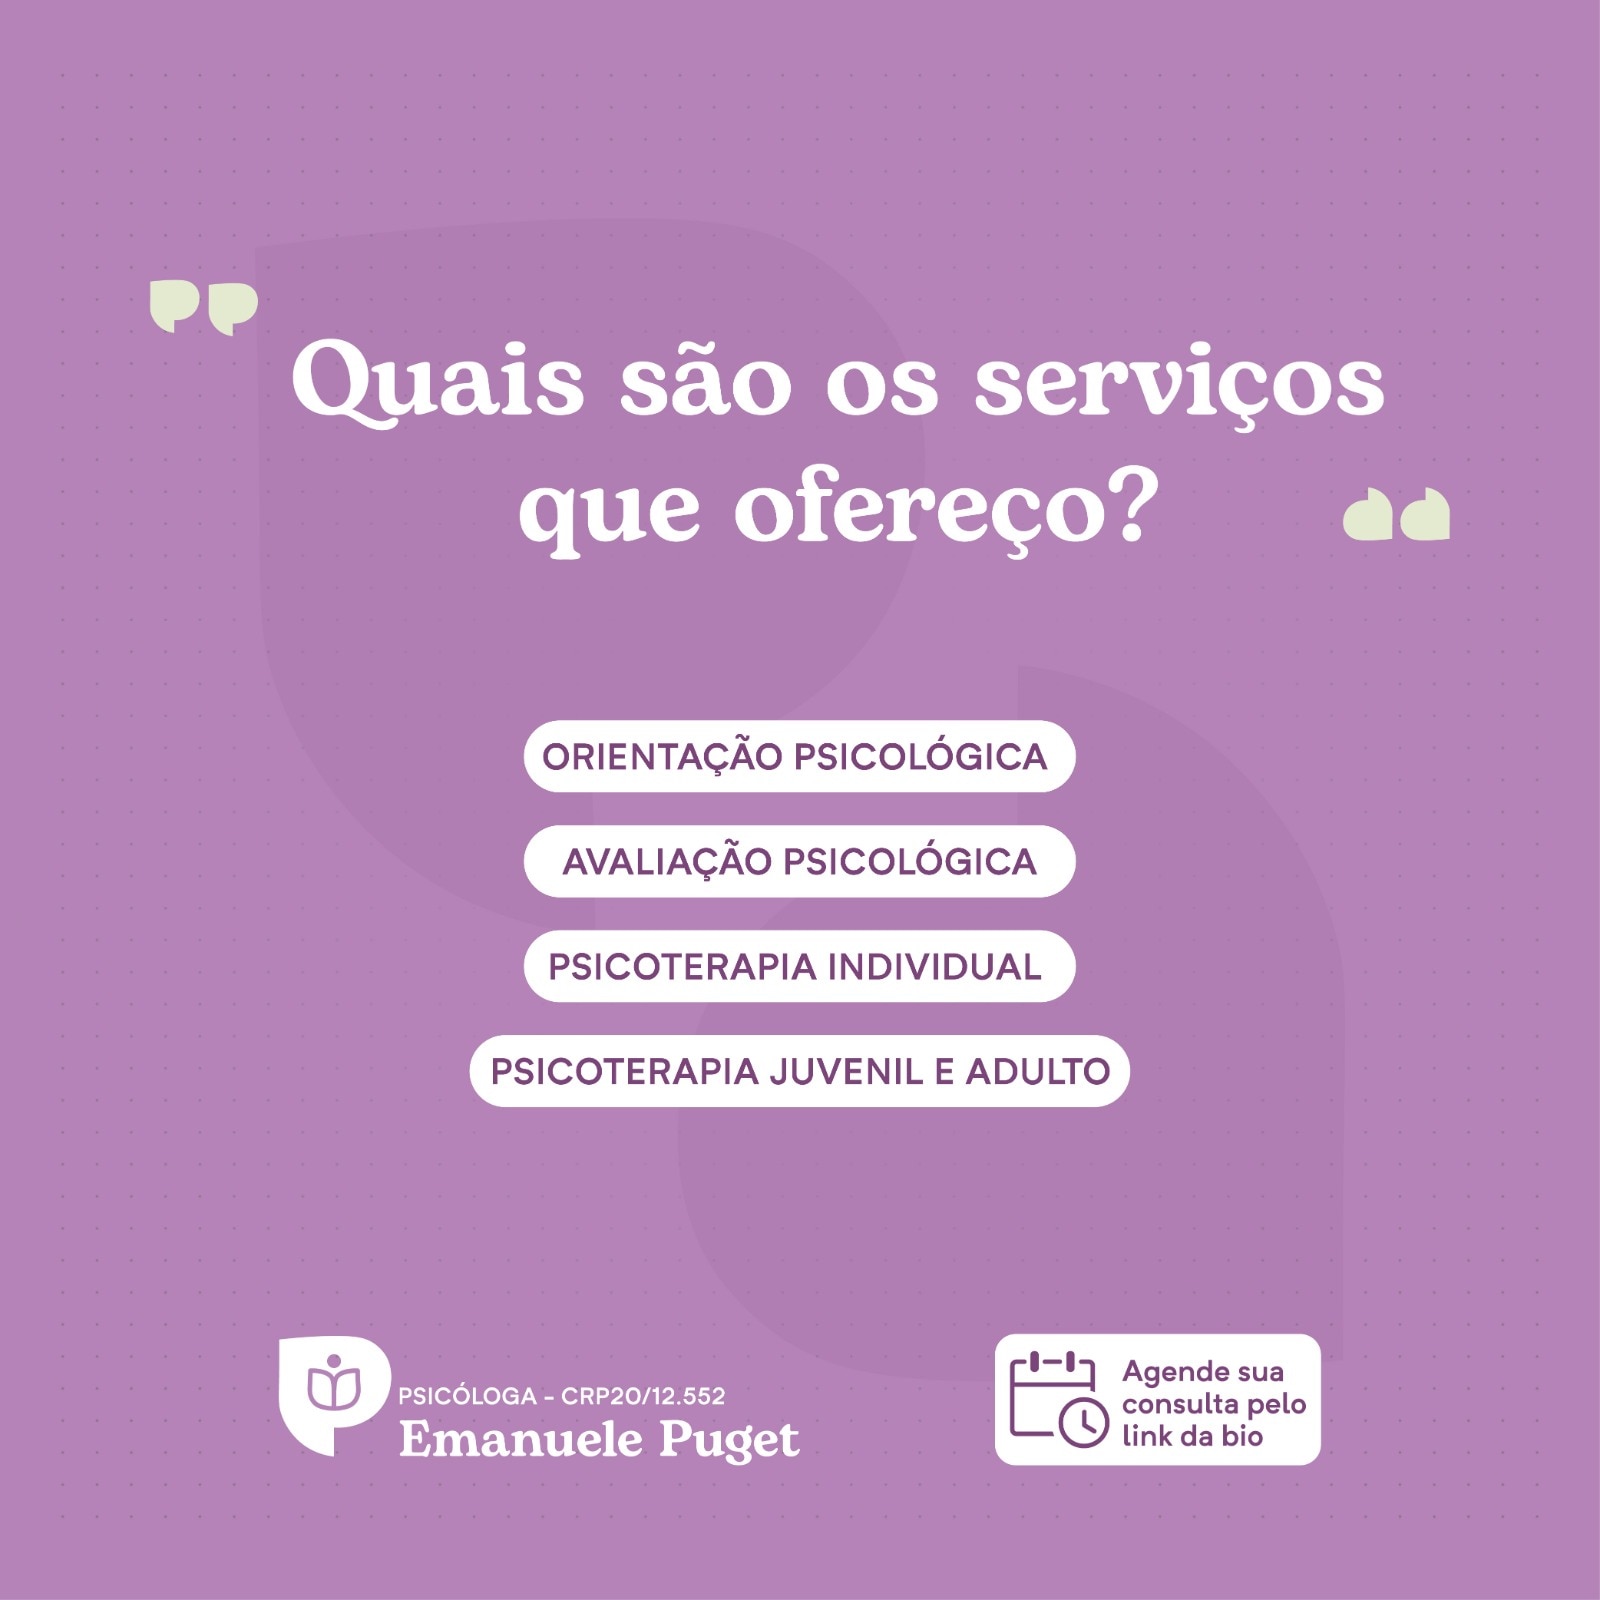 Quais são os serviços
que ofereço?
ORIENTAÇÃO PSICOLÓGICA
AVALIAÇÃO PSICOLÓGICA
PSICOTERAPIA INDIVIDUAL
PSICOTERAPIA JUVENIL E ADULTO
PSICÓLOGA - CRP20/12.552
Emanuele Puget
Agende sua
consulta pelo
link da bio